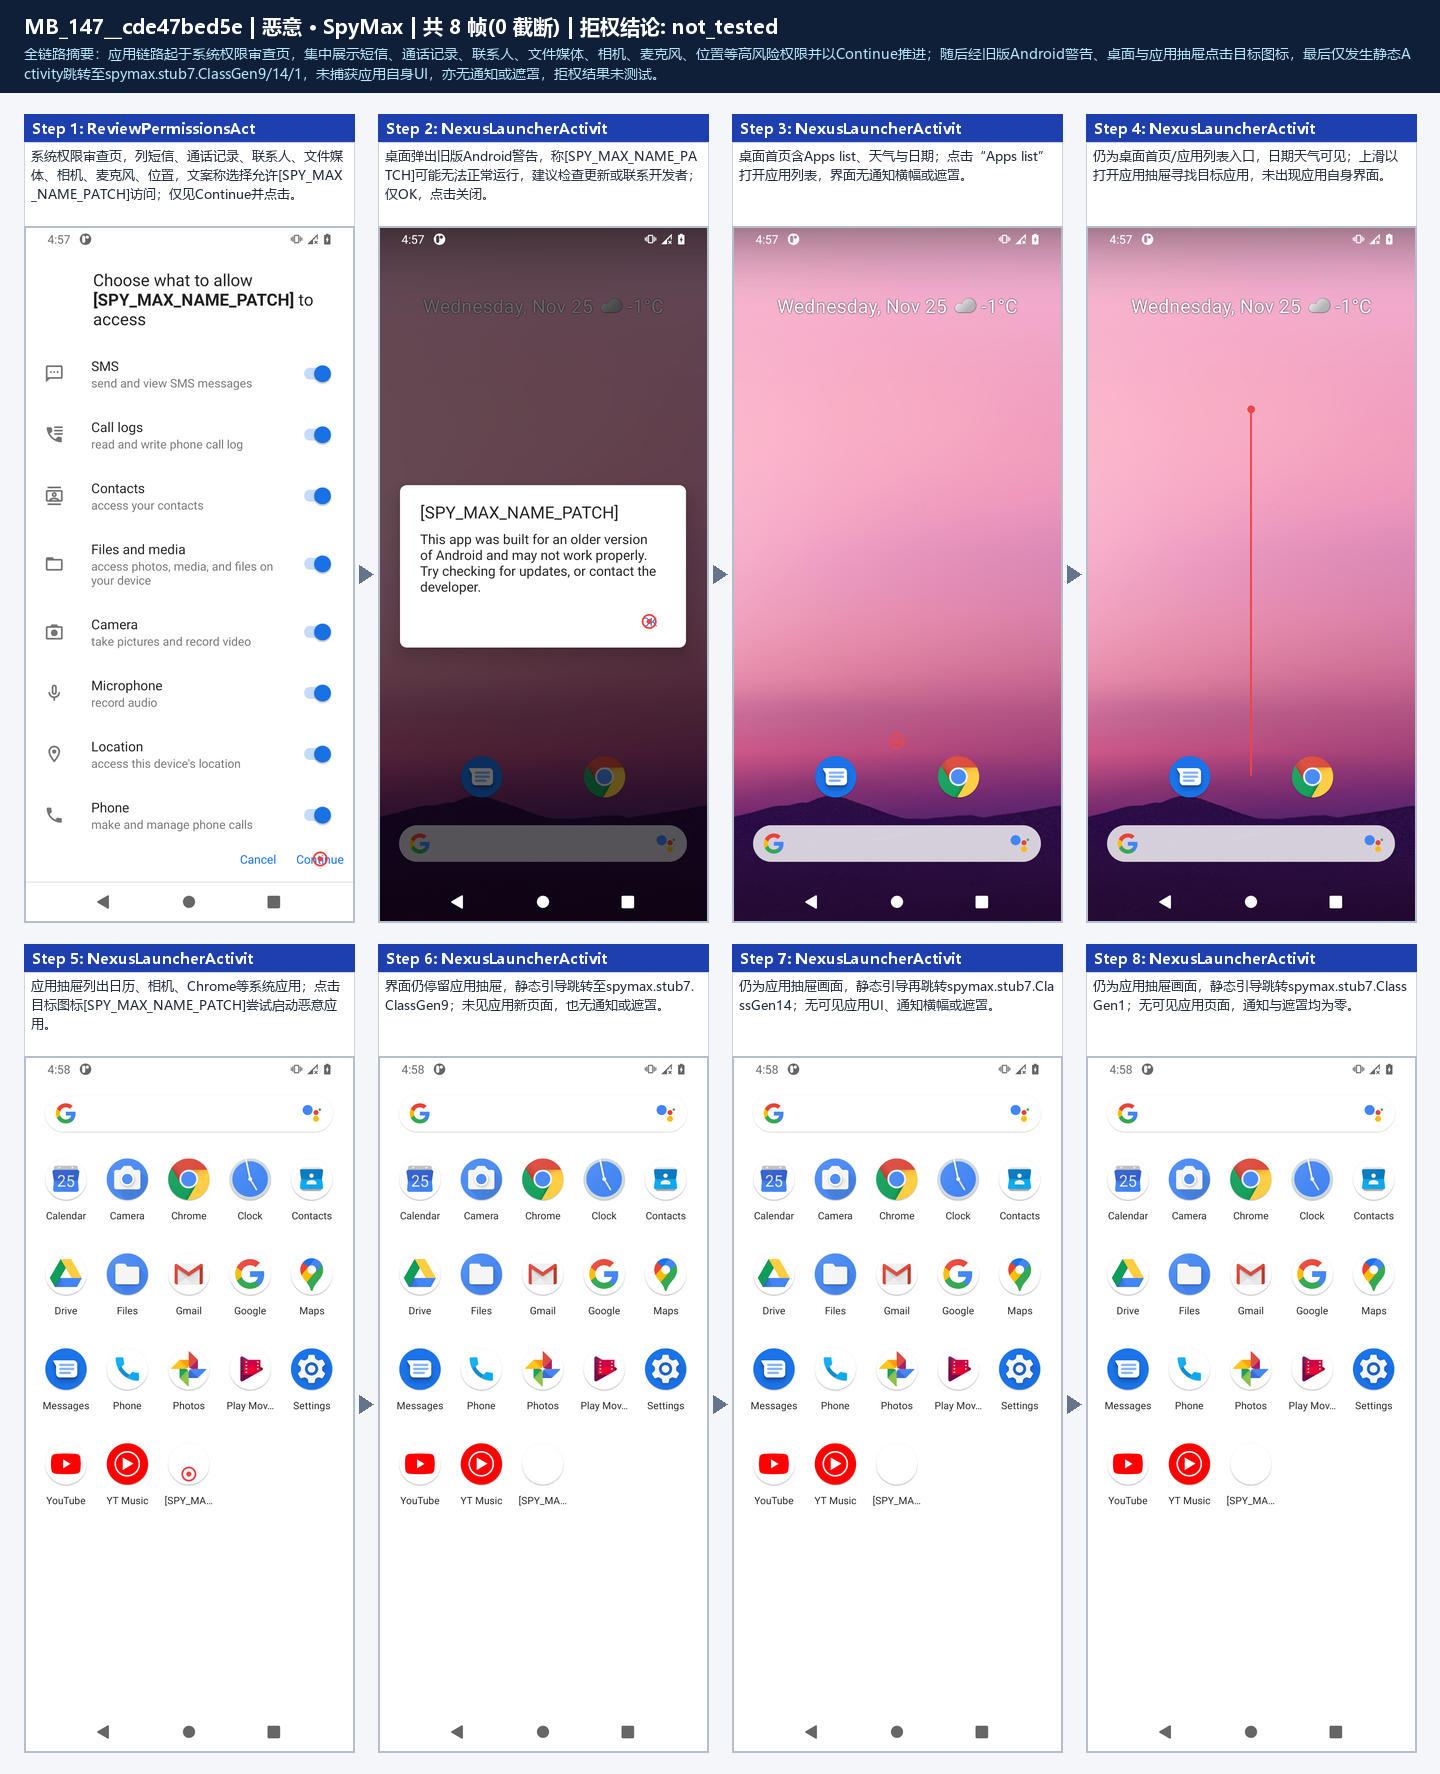 MB_147__cde47bed5e | 恶意 • SpyMax | 共 8 帧(0 截断) | 拒权结论: not_tested
全链路摘要：应用链路起于系统权限审查页，集中展示短信、通话记录、联系人、文件媒体、相机、麦克风、位置等高风险权限并以Continue推进；随后经旧版Android警告、桌面与应用抽屉点击目标图标，最后仅发生静态A
ctivity跳转至spymax.stub7.ClassGen9/14/1，未捕获应用自身UI，亦无通知或遮罩，拒权结果未测试。
Step 1: ReviewPermissionsAct
系统权限审查页，列短信、通话记录、联系人、文件媒
体、相机、麦克风、位置，文案称选择允许[SPY_MAX
_NAME_PATCH]访问；仅见Continue并点击。
4:57
Choose what to allow
[SPY_MAX_NAME_PATCH] to
access
SMS
send and view SMS messages
Call logs
read and write phone call log
Contacts
access your contacts
Files and media
access photos, media, and files on
your device
Camera
take pictures and record video
Microphone
record audio
Location
access this device's location
Phone
make and manage phone calls
Cancel
Continue
Step 2: NexusLauncherActivit
桌面弹出旧版Android警告，称[SPY_MAX_NAME_PA
TCH]可能无法正常运行，建议检查更新或联系开发者；
仅OK，点击关闭。
4:57
Wednesday, Nov 25 -1°C
[SPY_MAX_NAME_PATCH]
This app was built for an older version
of Android and may not work properly.
Try checking for updates, or contact the
developer.
Step 3: NexusLauncherActivit
桌面首页含Apps list、天气与日期；点击“Apps list”
打开应用列表，界面无通知横幅或遮罩。
4:57
Wednesday, Nov 25 -1°C
Step 4: NexusLauncherActivit
仍为桌面首页/应用列表入口，日期天气可见；上滑以
打开应用抽屉寻找目标应用，未出现应用自身界面。
4:57
Wednesday, Nov 25 -1°C
Step 5: NexusLauncherActivit
应用抽屉列出日历、相机、Chrome等系统应用；点击
目标图标[SPY_MAX_NAME_PATCH]尝试启动恶意应
用。
4:58
25
Calendar Camera Chrome Clock Contacts
Drive Files Gmail Google Maps
Messages Phone Photos Play Mov... Settings
YouTube YT Music [SPY_MA...
Step 6: NexusLauncherActivit
界面仍停留应用抽屉，静态引导跳转至spymax.stub7.
ClassGen9；未见应用新页面，也无通知或遮罩。
4:58
25
Calendar Camera Chrome Clock Contacts
Drive Files Gmail Google Maps
Messages Phone Photos Play Mov... Settings
YouTube YT Music [SPY_MA...
Step 7: NexusLauncherActivit
仍为应用抽屉画面，静态引导再跳转spymax.stub7.Cla
ssGen14；无可见应用UI、通知横幅或遮罩。
4:58
25
Calendar Camera Chrome Clock Contacts
Drive Files Gmail Google Maps
Messages Phone Photos Play Mov... Settings
YouTube YT Music [SPY_MA...
Step 8: NexusLauncherActivit
仍为应用抽屉画面，静态引导跳转spymax.stub7.Class
Gen1；无可见应用页面，通知与遮罩均为零。
4:58
25
Calendar Camera Chrome Clock Contacts
Drive Files Gmail Google Maps
Messages Phone Photos Play Mov... Settings
YouTube YT Music [SPY_MA...